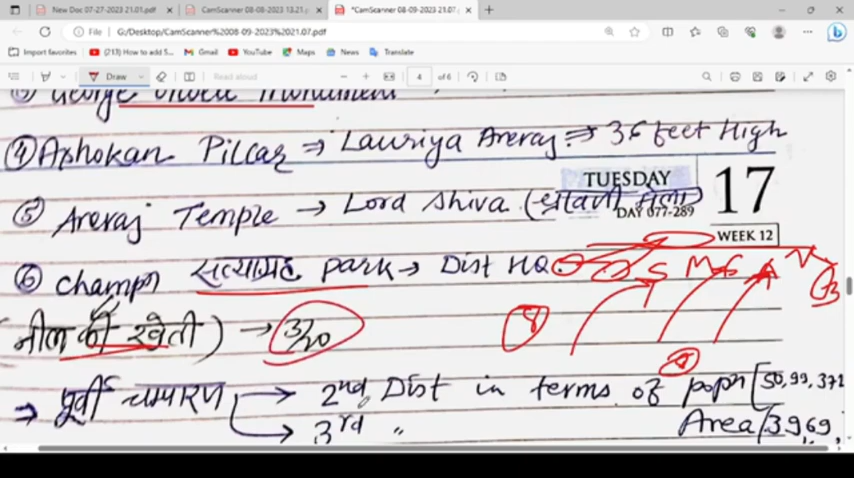 New Doc 07-27-2023 21.01.pdf
CamScanner 08-08-2023 13.21.p
*CamScanner 08-09-2023 21.07.p
File
G:/Desktop/CamScanner%2008-09-2023%2021.07.pdf
Import favorites
(213) How to add S...
Gmail
YouTube
Maps
News
Translate
Draw
Read aloud
4 of 6
④ Ashokan Pillar ⇒ Lauriya Areraj ⇒ 36 feet High
TUESDAY
17
DAY 077-289
WEEK 12
⑤ Areraj Temple → Lord Shiva (श्रावणी मेला)
⑥ Champn सत्याग्रह park → Dist HQ
(नील की खेती) → 3/20
8
⇒ पूर्वी चम्पारण → 2nd Dist in terms of popn [50,99,371
→ 3rd " Area [3969,